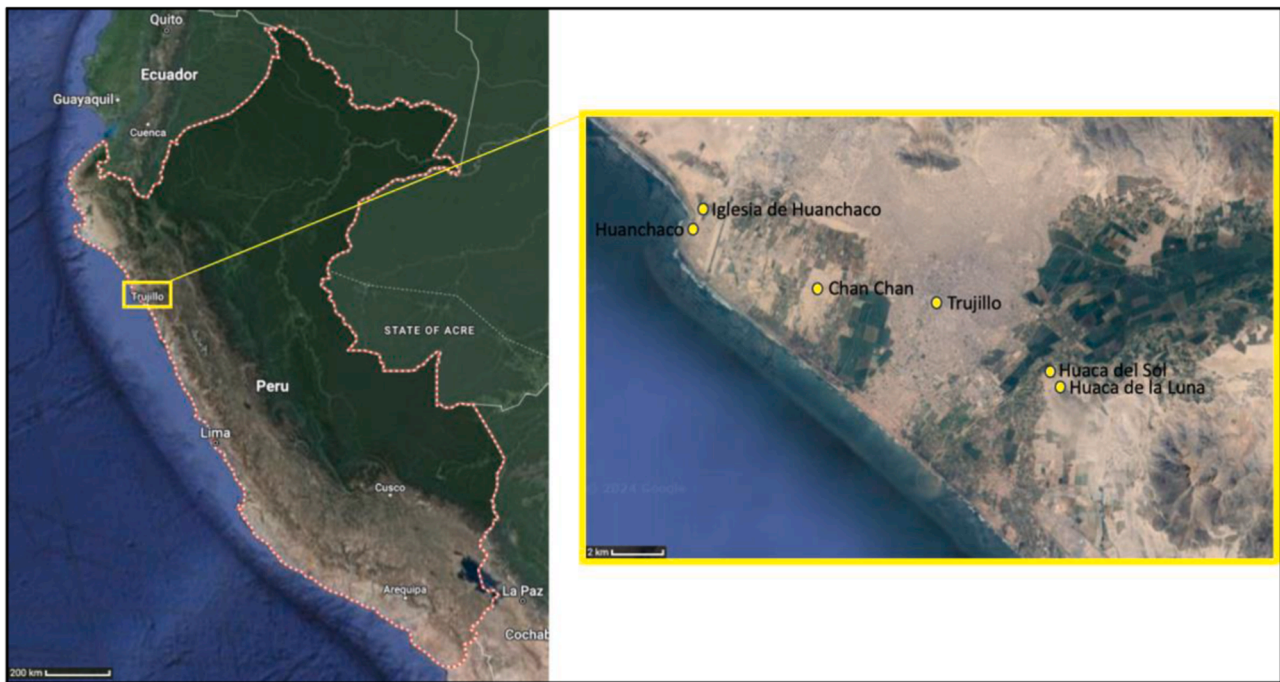 Quito
Ecuador
Guayaquil
Cuenca
Trujillo
STATE OF ACRE
Peru
Lima
Cusco
Arequipa
La Paz
Cochab
200 km
Iglesia de Huanchaco
Huanchaco
Chan Chan
Trujillo
Huaca del Sol
Huaca de la Luna
© 2024 Google
2 km